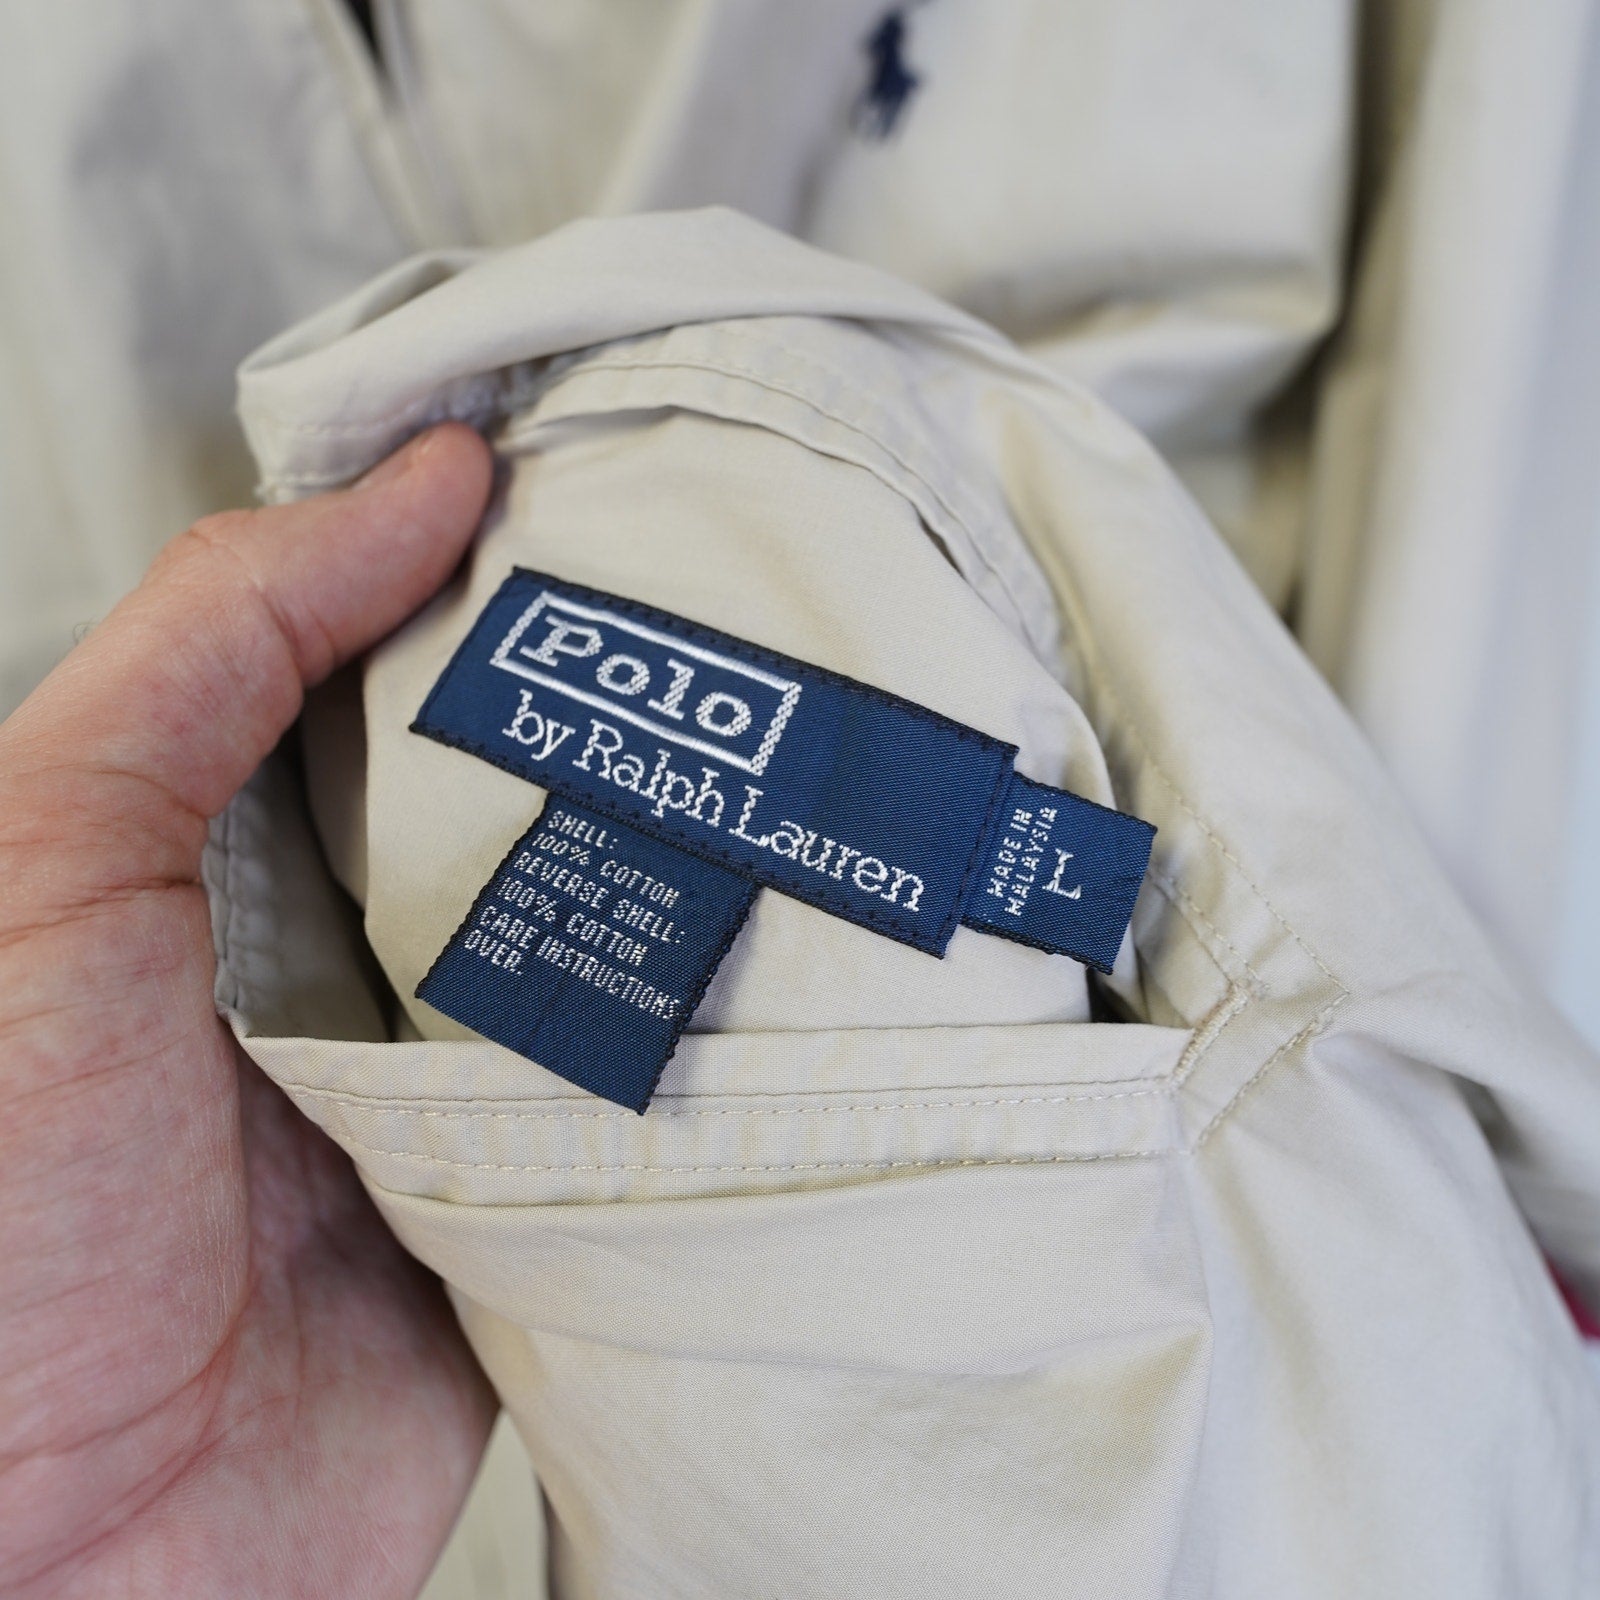 Polo
by Ralph Lauren
MADE IN
MALAYSIA
L
SHELL:
100% COTTON
REVERSE SHELL:
100% COTTON
CARE INSTRUCTIONS
OVER.